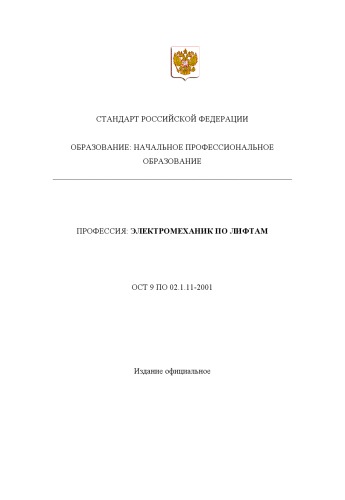 СТАНДАРТ РОССИЙСКОЙ ФЕДЕРАЦИИ
ОБРАЗОВАНИЕ: НАЧАЛЬНОЕ ПРОФЕССИОНАЛЬНОЕ
ОБРАЗОВАНИЕ
ПРОФЕССИЯ: ЭЛЕКТРОМЕХАНИК ПО ЛИФТАМ
ОСТ 9 ПО 02.1.11-2001
Издание официальное